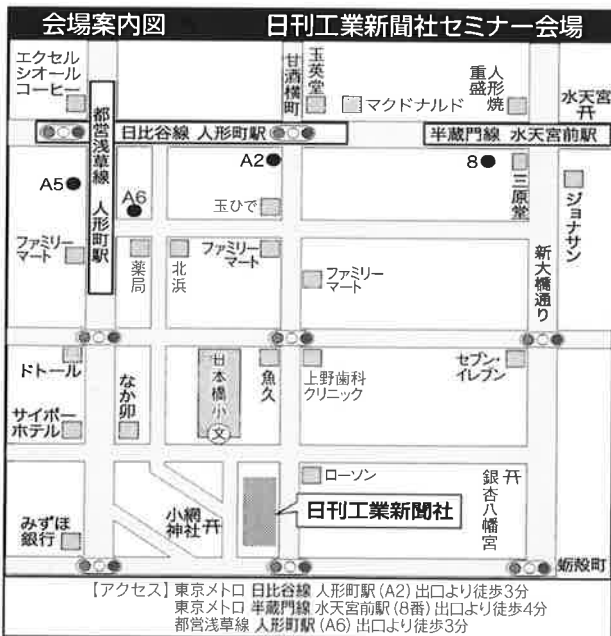 会場案内図 日刊工業新聞社セミナー会場
エクセル
シオール
コーヒー
甘酒横町
玉英堂
マクドナルド
重盛
人形焼
水天宮
都営浅草線 人形町駅
日比谷線 人形町駅
半蔵門線 水天宮前駅
A5
A6
A2
8
三原堂
ジョナサン
玉ひで
ファミリー
マート
薬局
北浜
ファミリー
マート
ファミリー
マート
新大橋通り
ドトール
なか卯
日本橋小
文
魚久
上野歯科
クリニック
セブン・
イレブン
サイボー
ホテル
ローソン
銀杏八幡宮
日刊工業新聞社
みずほ
銀行
小網
神社
蛎殻町
【アクセス】東京メトロ 日比谷線 人形町駅(A2)出口より徒歩3分
東京メトロ 半蔵門線 水天宮前駅(8番)出口より徒歩4分
都営浅草線 人形町駅(A6)出口より徒歩3分